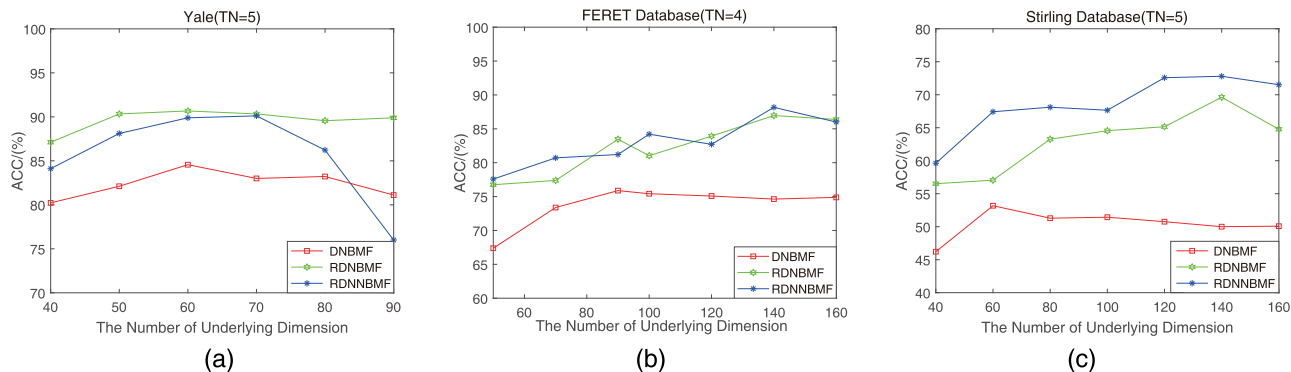 Yale(TN=5)
100
95
90
85
80
75
70
ACC/(%)
40 50 60 70 80 90
The Number of Underlying Dimension
DNBMF
RDNBMF
RDNNBMF
(a)
FERET Database(TN=4)
100
95
90
85
80
75
70
65
60
ACC/(%)
60 80 100 120 140 160
The Number of Underlying Dimension
DNBMF
RDNBMF
RDNNBMF
(b)
Stirling Database(TN=5)
80
75
70
65
60
55
50
45
40
ACC/(%)
40 60 80 100 120 140 160
The Number of Underlying Dimension
DNBMF
RDNBMF
RDNNBMF
(c)